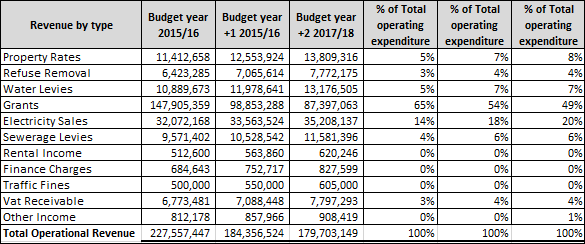 Revenue by type | Budget year 2015/16 | Budget year +1 2015/16 | Budget year +2 2017/18 | % of Total operating expenditure | % of Total operating expenditure | % of Total operating expenditure
Property Rates | 11,412,658 | 12,553,924 | 13,809,316 | 5% | 7% | 8%
Refuse Removal | 6,423,285 | 7,065,614 | 7,772,175 | 3% | 4% | 4%
Water Levies | 10,889,673 | 11,978,641 | 13,176,505 | 5% | 7% | 7%
Grants | 147,905,359 | 98,853,288 | 87,397,063 | 65% | 54% | 49%
Electricity Sales | 32,072,168 | 33,563,524 | 35,208,137 | 14% | 18% | 20%
Sewerage Levies | 9,571,402 | 10,528,542 | 11,581,396 | 4% | 6% | 6%
Rental Income | 512,600 | 563,860 | 620,246 | 0% | 0% | 0%
Finance Charges | 684,643 | 752,717 | 827,599 | 0% | 0% | 0%
Traffic Fines | 500,000 | 550,000 | 605,000 | 0% | 0% | 0%
Vat Receivable | 6,773,481 | 7,088,448 | 7,797,293 | 3% | 4% | 4%
Other Income | 812,178 | 857,966 | 908,419 | 0% | 0% | 1%
Total Operational Revenue | 227,557,447 | 184,356,524 | 179,703,149 | 100% | 100% | 100%